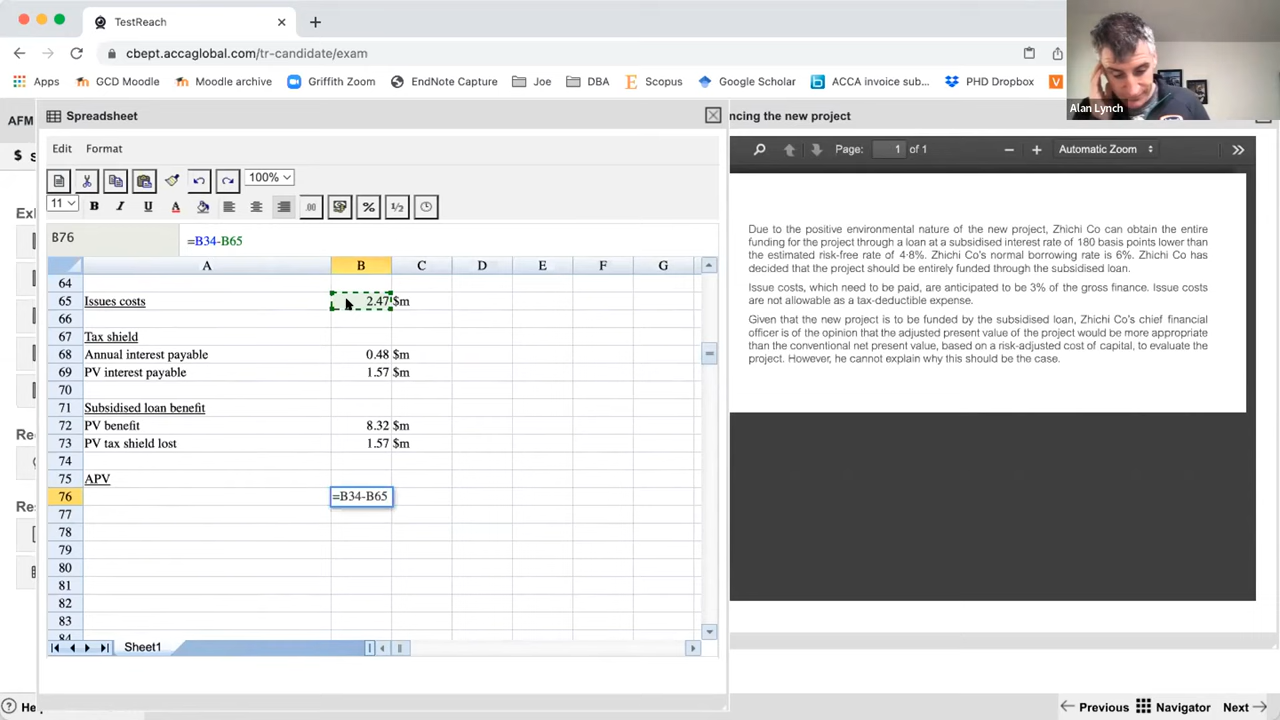 TestReach
cbept.accaglobal.com/tr-candidate/exam
Apps
GCD Moodle
Moodle archive
Griffith Zoom
EndNote Capture
Joe
DBA
Scopus
Google Scholar
ACCA invoice sub...
PHD Dropbox
Alan Lynch
AFM
Spreadsheet
ncing the new project
Edit Format
Page: 1 of 1
Automatic Zoom
100%
11
B76
=B34-B65
A B C D E F G
64
65 Issues costs 2.47 $m
66
67 Tax shield
68 Annual interest payable 0.48 $m
69 PV interest payable 1.57 $m
70
71 Subsidised loan benefit
72 PV benefit 8.32 $m
73 PV tax shield lost 1.57 $m
74
75 APV
76 =B34-B65
77
78
79
80
81
82
83
84
Sheet1
Due to the positive environmental nature of the new project, Zhichi Co can obtain the entire
funding for the project through a loan at a subsidised interest rate of 180 basis points lower than
the estimated risk-free rate of 4·8%. Zhichi Co's normal borrowing rate is 6%. Zhichi Co has
decided that the project should be entirely funded through the subsidised loan.
Issue costs, which need to be paid, are anticipated to be 3% of the gross finance. Issue costs
are not allowable as a tax-deductible expense.
Given that the new project is to be funded by the subsidised loan, Zhichi Co's chief financial
officer is of the opinion that the adjusted present value of the project would be more appropriate
than the conventional net present value, based on a risk-adjusted cost of capital, to evaluate the
project. However, he cannot explain why this should be the case.
$ S
Ex
Re
Res
Hel
Previous
Navigator
Next